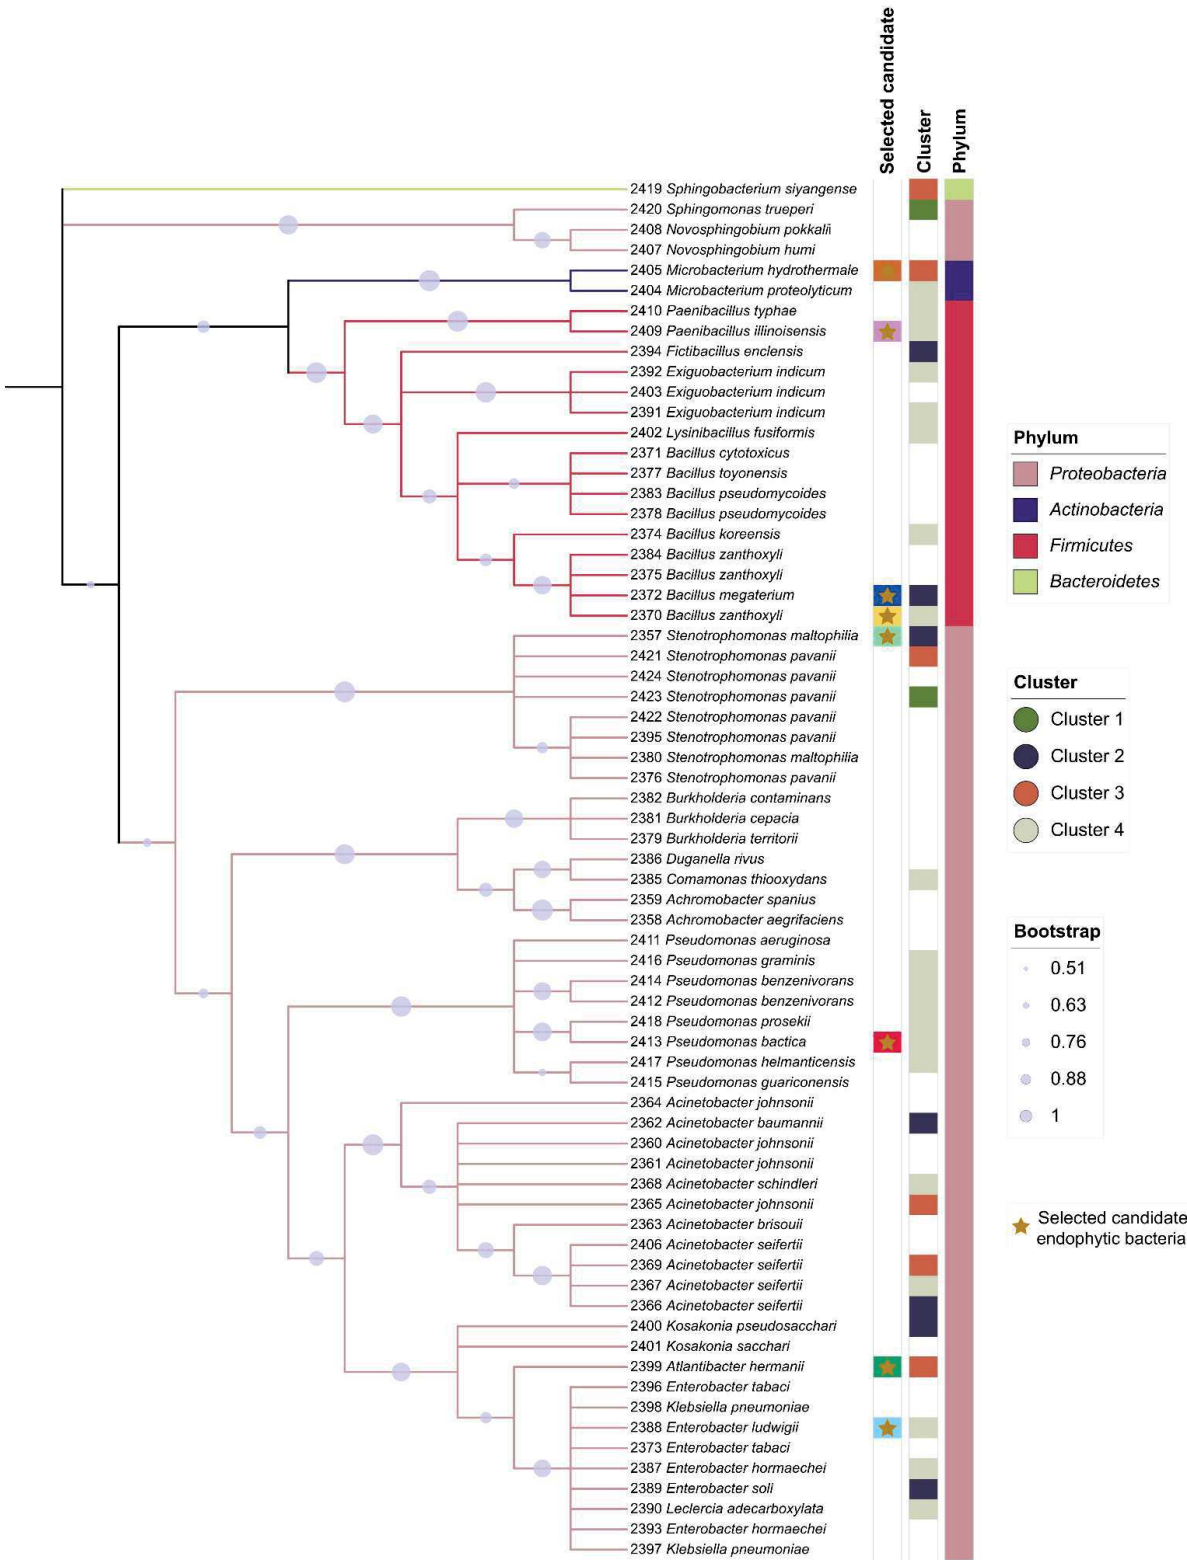 Selected candidate
Cluster
Phylum
2419 Sphingobacterium siyangense
2420 Sphingomonas trueperi
2408 Novosphingobium pokkalii
2407 Novosphingobium humi
2405 Microbacterium hydrothermale
2404 Microbacterium proteolyticum
2410 Paenibacillus typhae
2409 Paenibacillus illinoisensis
2394 Fictibacillus enclensis
2392 Exiguobacterium indicum
2403 Exiguobacterium indicum
2391 Exiguobacterium indicum
2402 Lysinibacillus fusiformis
2371 Bacillus cytotoxicus
2377 Bacillus toyonensis
2383 Bacillus pseudomycoides
2378 Bacillus pseudomycoides
2374 Bacillus koreensis
2384 Bacillus zanthoxyli
2375 Bacillus zanthoxyli
2372 Bacillus megaterium
2370 Bacillus zanthoxyli
2357 Stenotrophomonas maltophilia
2421 Stenotrophomonas pavanii
2424 Stenotrophomonas pavanii
2423 Stenotrophomonas pavanii
2422 Stenotrophomonas pavanii
2395 Stenotrophomonas pavanii
2380 Stenotrophomonas maltophilia
2376 Stenotrophomonas pavanii
2382 Burkholderia contaminans
2381 Burkholderia cepacia
2379 Burkholderia territorii
2386 Duganella rivus
2385 Comamonas thiooxydans
2359 Achromobacter spanius
2358 Achromobacter aegrifaciens
2411 Pseudomonas aeruginosa
2416 Pseudomonas graminis
2414 Pseudomonas benzenivorans
2412 Pseudomonas benzenivorans
2418 Pseudomonas prosekii
2413 Pseudomonas bactica
2417 Pseudomonas helmanticensis
2415 Pseudomonas guariconensis
2364 Acinetobacter johnsonii
2362 Acinetobacter baumannii
2360 Acinetobacter johnsonii
2361 Acinetobacter johnsonii
2368 Acinetobacter schindleri
2365 Acinetobacter johnsonii
2363 Acinetobacter brisouii
2406 Acinetobacter seifertii
2369 Acinetobacter seifertii
2367 Acinetobacter seifertii
2366 Acinetobacter seifertii
2400 Kosakonia pseudosacchari
2401 Kosakonia sacchari
2399 Atlantibacter hermanii
2396 Enterobacter tabaci
2398 Klebsiella pneumoniae
2388 Enterobacter ludwigii
2373 Enterobacter tabaci
2387 Enterobacter hormaechei
2389 Enterobacter soli
2390 Leclercia adecarboxylata
2393 Enterobacter hormaechei
2397 Klebsiella pneumoniae
Phylum
Proteobacteria
Actinobacteria
Firmicutes
Bacteroidetes
Cluster
Cluster 1
Cluster 2
Cluster 3
Cluster 4
Bootstrap
0.51
0.63
0.76
0.88
1
Selected candidate
endophytic bacteria